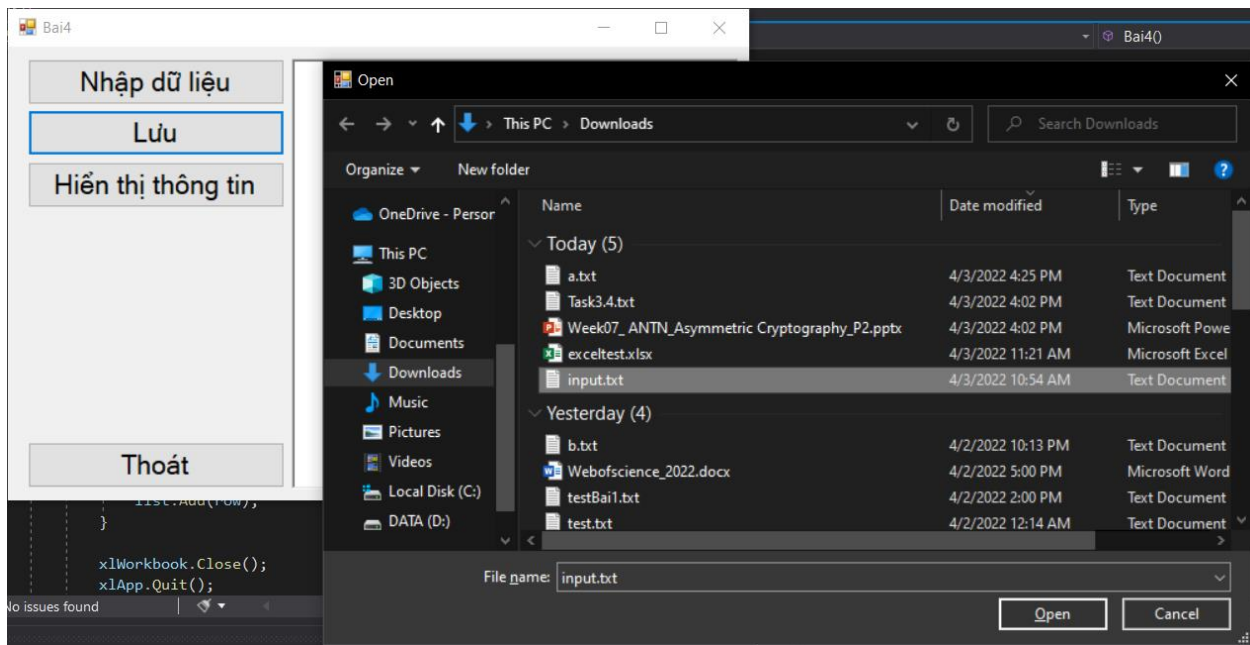 Bai4
Bai4()
Nhập dữ liệu
Lưu
Hiển thị thông tin
Thoát
Open
This PC > Downloads
Search Downloads
Organize
New folder
OneDrive - Person
This PC
3D Objects
Desktop
Documents
Downloads
Music
Pictures
Videos
Local Disk (C:)
DATA (D:)
Name Date modified Type
Today (5)
a.txt 4/3/2022 4:25 PM Text Document
Task3.4.txt 4/3/2022 4:02 PM Text Document
Week07_ ANTN_Asymmetric Cryptography_P2.pptx 4/3/2022 4:02 PM Microsoft Powe
exceltest.xlsx 4/3/2022 11:21 AM Microsoft Excel
input.txt 4/3/2022 10:54 AM Text Document
Yesterday (4)
b.txt 4/2/2022 10:13 PM Text Document
Webofscience_2022.docx 4/2/2022 5:00 PM Microsoft Word
testBai1.txt 4/2/2022 2:00 PM Text Document
test.txt 4/2/2022 12:14 AM Text Document
File name: input.txt
Open
Cancel
list.Add(row);
}
xlWorkbook.Close();
xlApp.Quit();
No issues found